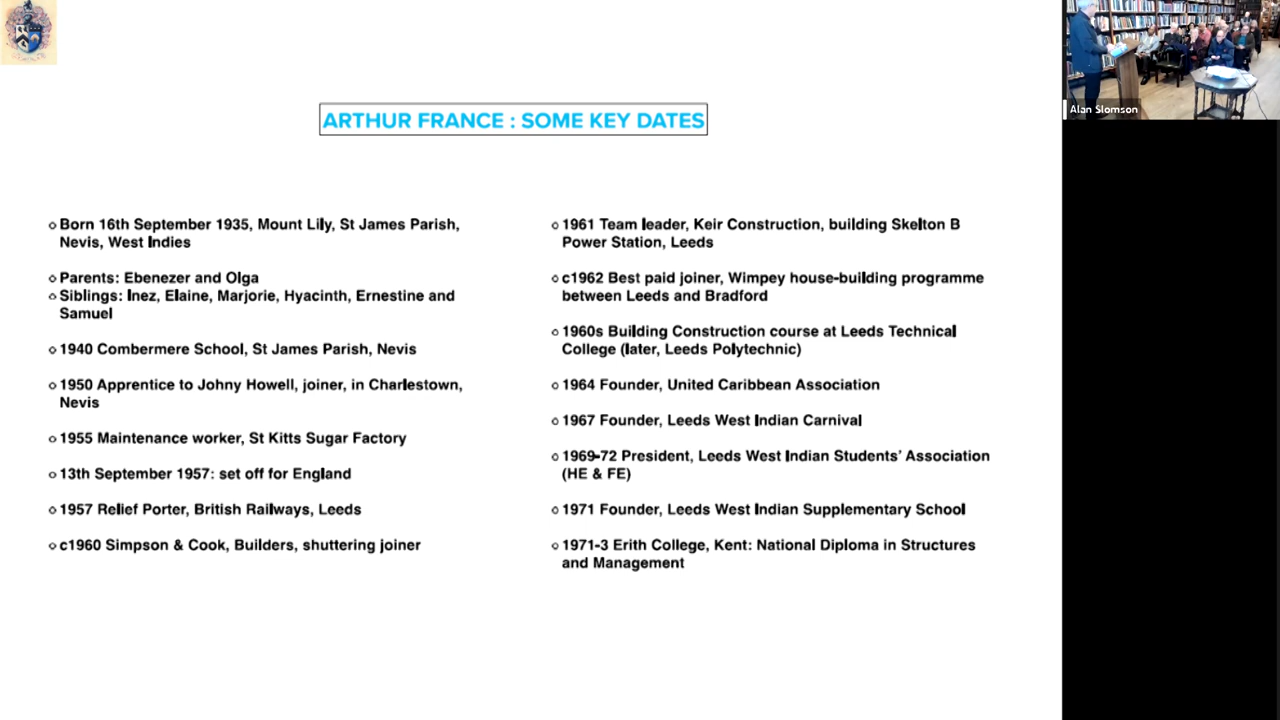 ARTHUR FRANCE : SOME KEY DATES
Born 16th September 1935, Mount Lily, St James Parish,
Nevis, West Indies
Parents: Ebenezer and Olga
Siblings: Inez, Elaine, Marjorie, Hyacinth, Ernestine and
Samuel
1940 Combermere School, St James Parish, Nevis
1950 Apprentice to Johny Howell, joiner, in Charlestown,
Nevis
1955 Maintenance worker, St Kitts Sugar Factory
13th September 1957: set off for England
1957 Relief Porter, British Railways, Leeds
c1960 Simpson & Cook, Builders, shuttering joiner
1961 Team leader, Keir Construction, building Skelton B
Power Station, Leeds
c1962 Best paid joiner, Wimpey house-building programme
between Leeds and Bradford
1960s Building Construction course at Leeds Technical
College (later, Leeds Polytechnic)
1964 Founder, United Caribbean Association
1967 Founder, Leeds West Indian Carnival
1969-72 President, Leeds West Indian Students’ Association
(HE & FE)
1971 Founder, Leeds West Indian Supplementary School
1971-3 Erith College, Kent: National Diploma in Structures
and Management
Alan Slomson